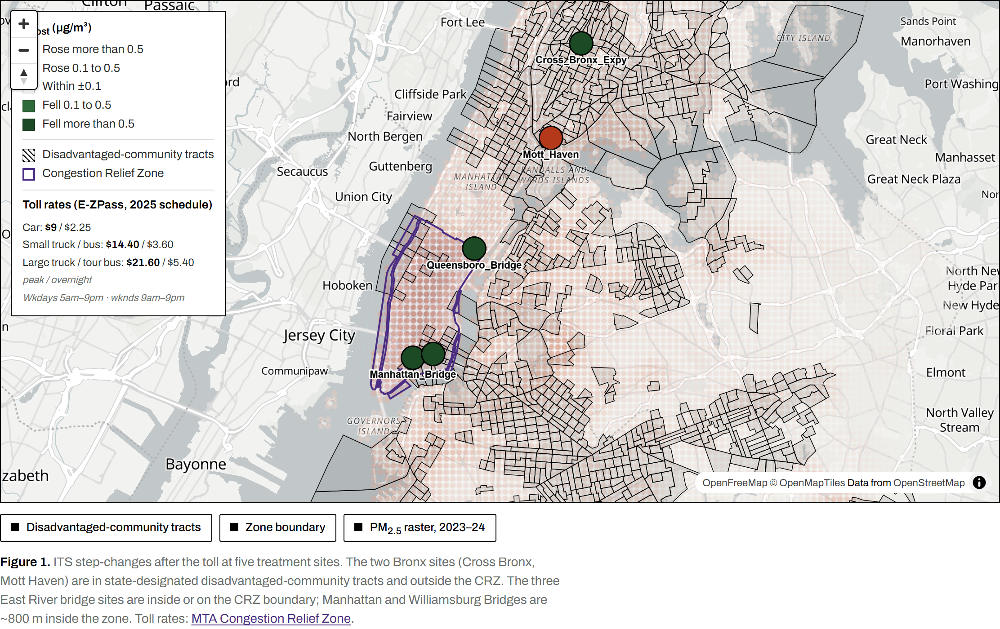 Clifton
Passaic
ost (µg/m³)
Rose more than 0.5
Rose 0.1 to 0.5
Within ±0.1
Fell 0.1 to 0.5
Fell more than 0.5
Disadvantaged-community tracts
Congestion Relief Zone
Toll rates (E-ZPass, 2025 schedule)
Car: $9 / $2.25
Small truck / bus: $14.40 / $3.60
Large truck / tour bus: $21.60 / $5.40
peak / overnight
Wkdays 5am–9pm · wknds 9am–9pm
Fort Lee
Cross_Bronx_Expy
CITY ISLAND
Sands Point
Manorhaven
ord
Cliffside Park
Port Washing
Fairview
North Bergen
Great Neck
Mott_Haven
Manhasset
Guttenberg
Secaucus
RANDALLS AND
WARDS ISLANDS
MANHATTAN
ISLAND
Great Neck Plaza
Union City
Nor
Queensboro_Bridge
Hoboken
North New
Hyde Park
New Hyde
Jersey City
Floral Park
Communipaw
Manhattan_Bridge
Elmont
GOVERNORS
ISLAND
North Valley
Stream
Bayonne
zabeth
OpenFreeMap © OpenMapTiles Data from OpenStreetMap
Disadvantaged-community tracts
Zone boundary
PM2.5 raster, 2023–24
Figure 1. ITS step-changes after the toll at five treatment sites. The two Bronx sites (Cross Bronx,
Mott Haven) are in state-designated disadvantaged-community tracts and outside the CRZ. The three
East River bridge sites are inside or on the CRZ boundary; Manhattan and Williamsburg Bridges are
~800 m inside the zone. Toll rates: MTA Congestion Relief Zone.